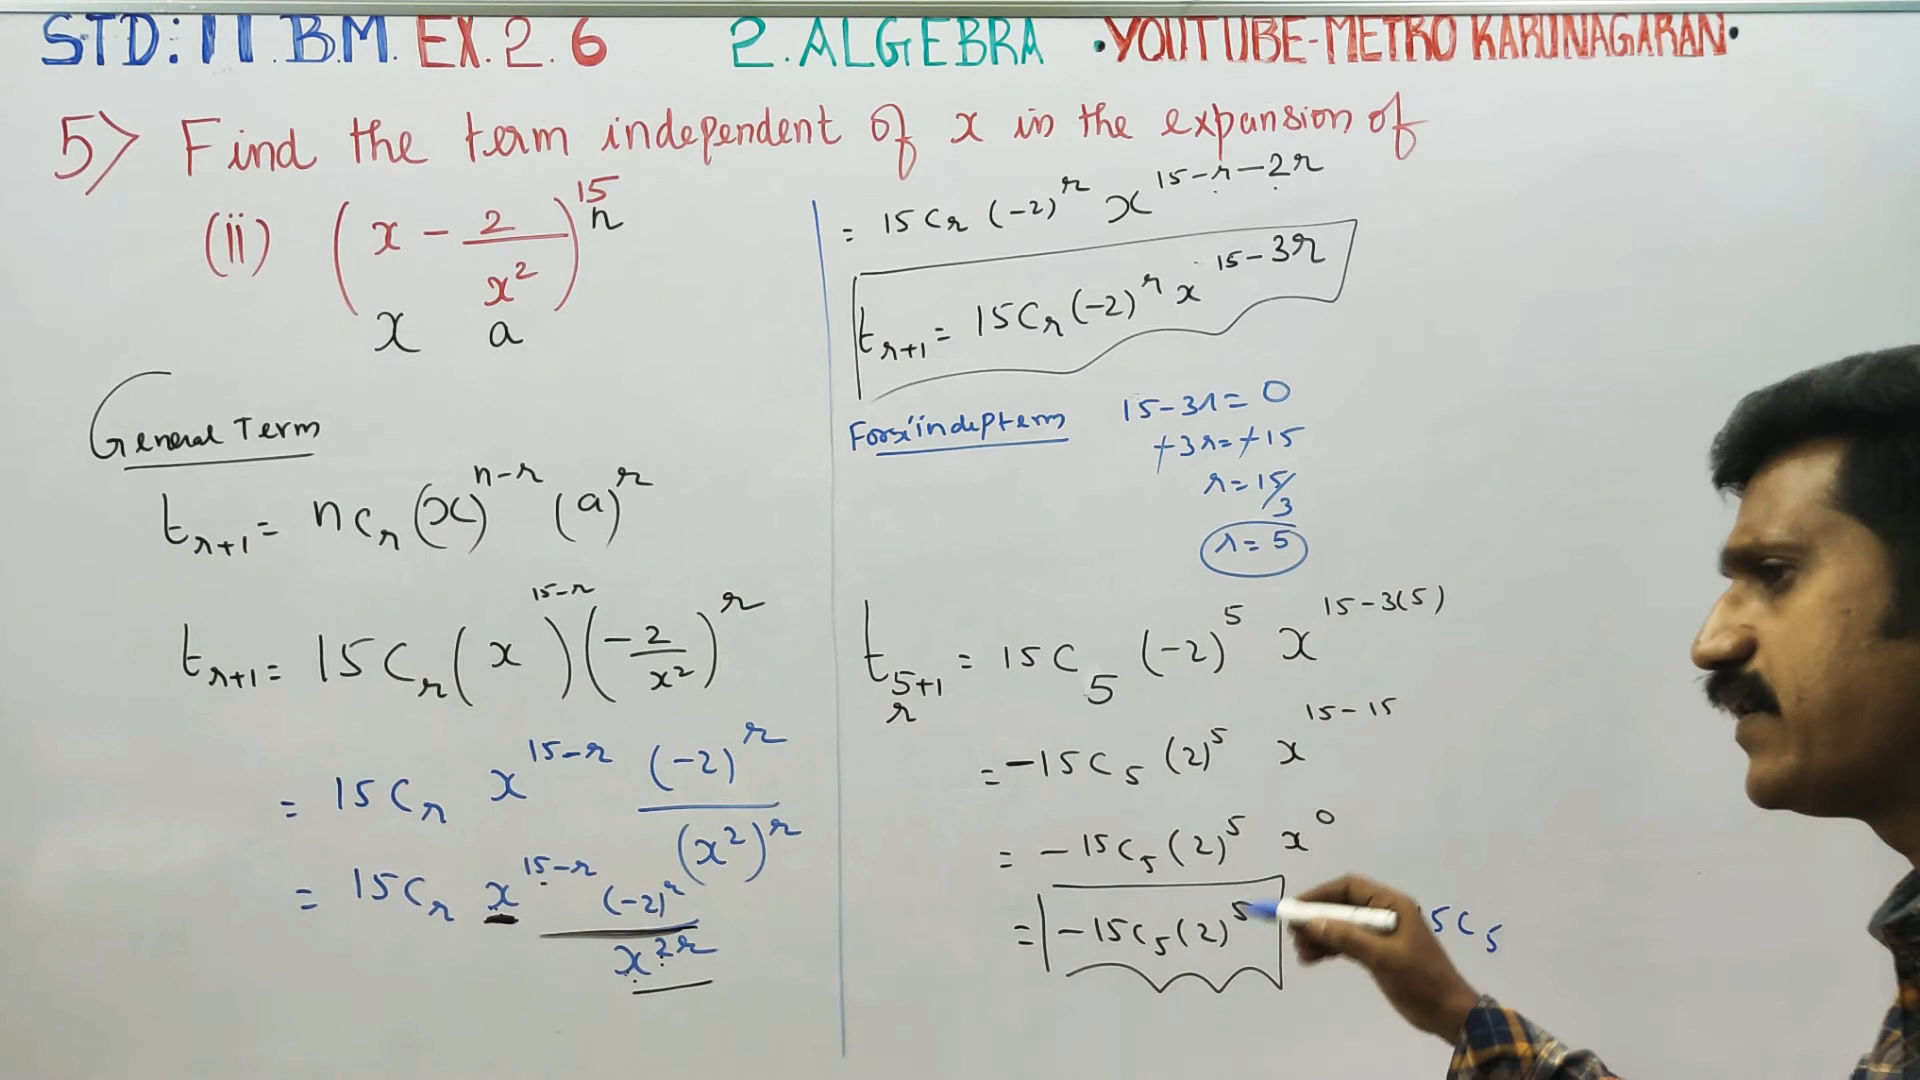 STD: 11.B.M. EX.2.6 2.ALGEBRA •YOUTUBE-METRO KARUNAGARAN•
5) Find the term independent of x in the expansion of
(ii) (x - 2/x²)^15 n
x a
General Term
t_{r+1} = nC_r (x)^{n-r} (a)^r
t_{r+1} = 15C_r (x)^{15-r} (-2/x²)^r
= 15C_r x^{15-r} (-2)^r/(x²)^r
= 15C_r x^{15-r} (-2)^r/x^{2r}
= 15C_r (-2)^r x^{15-r-2r}
t_{r+1} = 15C_r (-2)^r x^{15-3r}
For 'x' indep term 15-3r = 0
+3r = +15
r = 15/3
r = 5
t_{5+1} = 15C_5 (-2)^5 x^{15-3(5)}
r
= -15C_5 (2)^5 x^{15-15}
= -15C_5 (2)^5 x^0
= -15C_5 (2)^5 5C_5